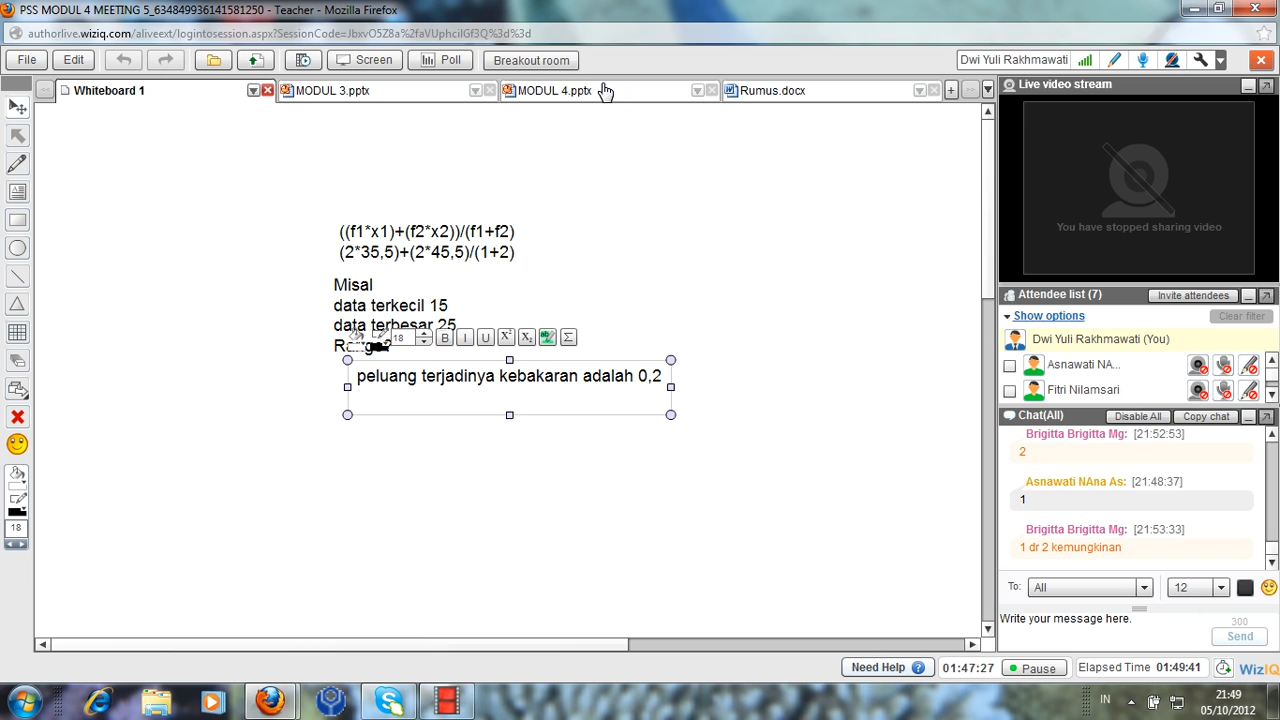 PSS MODUL 4 MEETING 5_634849936141581250 - Teacher - Mozilla Firefox
authorlive.wiziq.com/aliveext/logintosession.aspx?SessionCode=JbxvO5Z8a%2faVUphciIGf3Q%3d%3d
File Edit Screen Poll Breakout room Dwi Yuli Rakhmawati
Whiteboard 1 MODUL 3.pptx MODUL 4.pptx Rumus.docx
Live video stream
You have stopped sharing video
Attendee list (7) Invite attendees
Show options Clear filter
Dwi Yuli Rakhmawati (You)
Asnawati NA...
Fitri Nilamsari
Chat(All) Disable All Copy chat
Brigitta Brigitta Mg: [21:52:53]
2
Asnawati NAna As: [21:48:37]
1
Brigitta Brigitta Mg: [21:53:33]
1 dr 2 kemungkinan
To: All 12
Write your message here.
300
Send
((f1*x1)+(f2*x2))/(f1+f2)
(2*35,5)+(2*45,5)/(1+2)
Misal
data terkecil 15
data terbesar 25
18 B I U X² X₂ Σ
peluang terjadinya kebakaran adalah 0,2
18
Need Help ? 01:47:27 Pause Elapsed Time 01:49:41 WizIQ
IN 21:49
05/10/2012